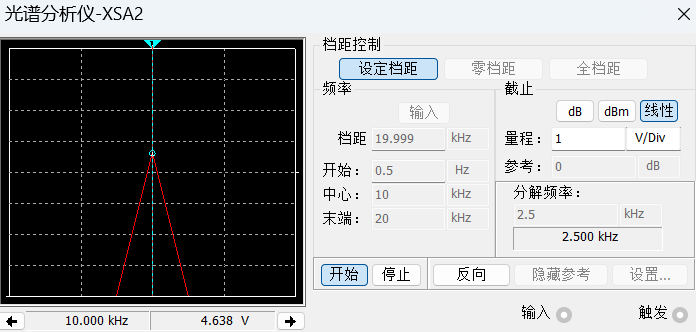 光谱分析仪-XSA2
1
档距控制
设定档距 零档距 全档距
频率
输入
档距 19.999 kHz
开始: 0.5 Hz
中心: 10 kHz
末端: 20 kHz
截止
dB dBm 线性
量程: 1 V/Div
参考: 0 dB
分解频率:
2.5 kHz
2.500 kHz
开始 停止 反向 隐藏参考 设置...
10.000 kHz 4.638 V
输入 触发